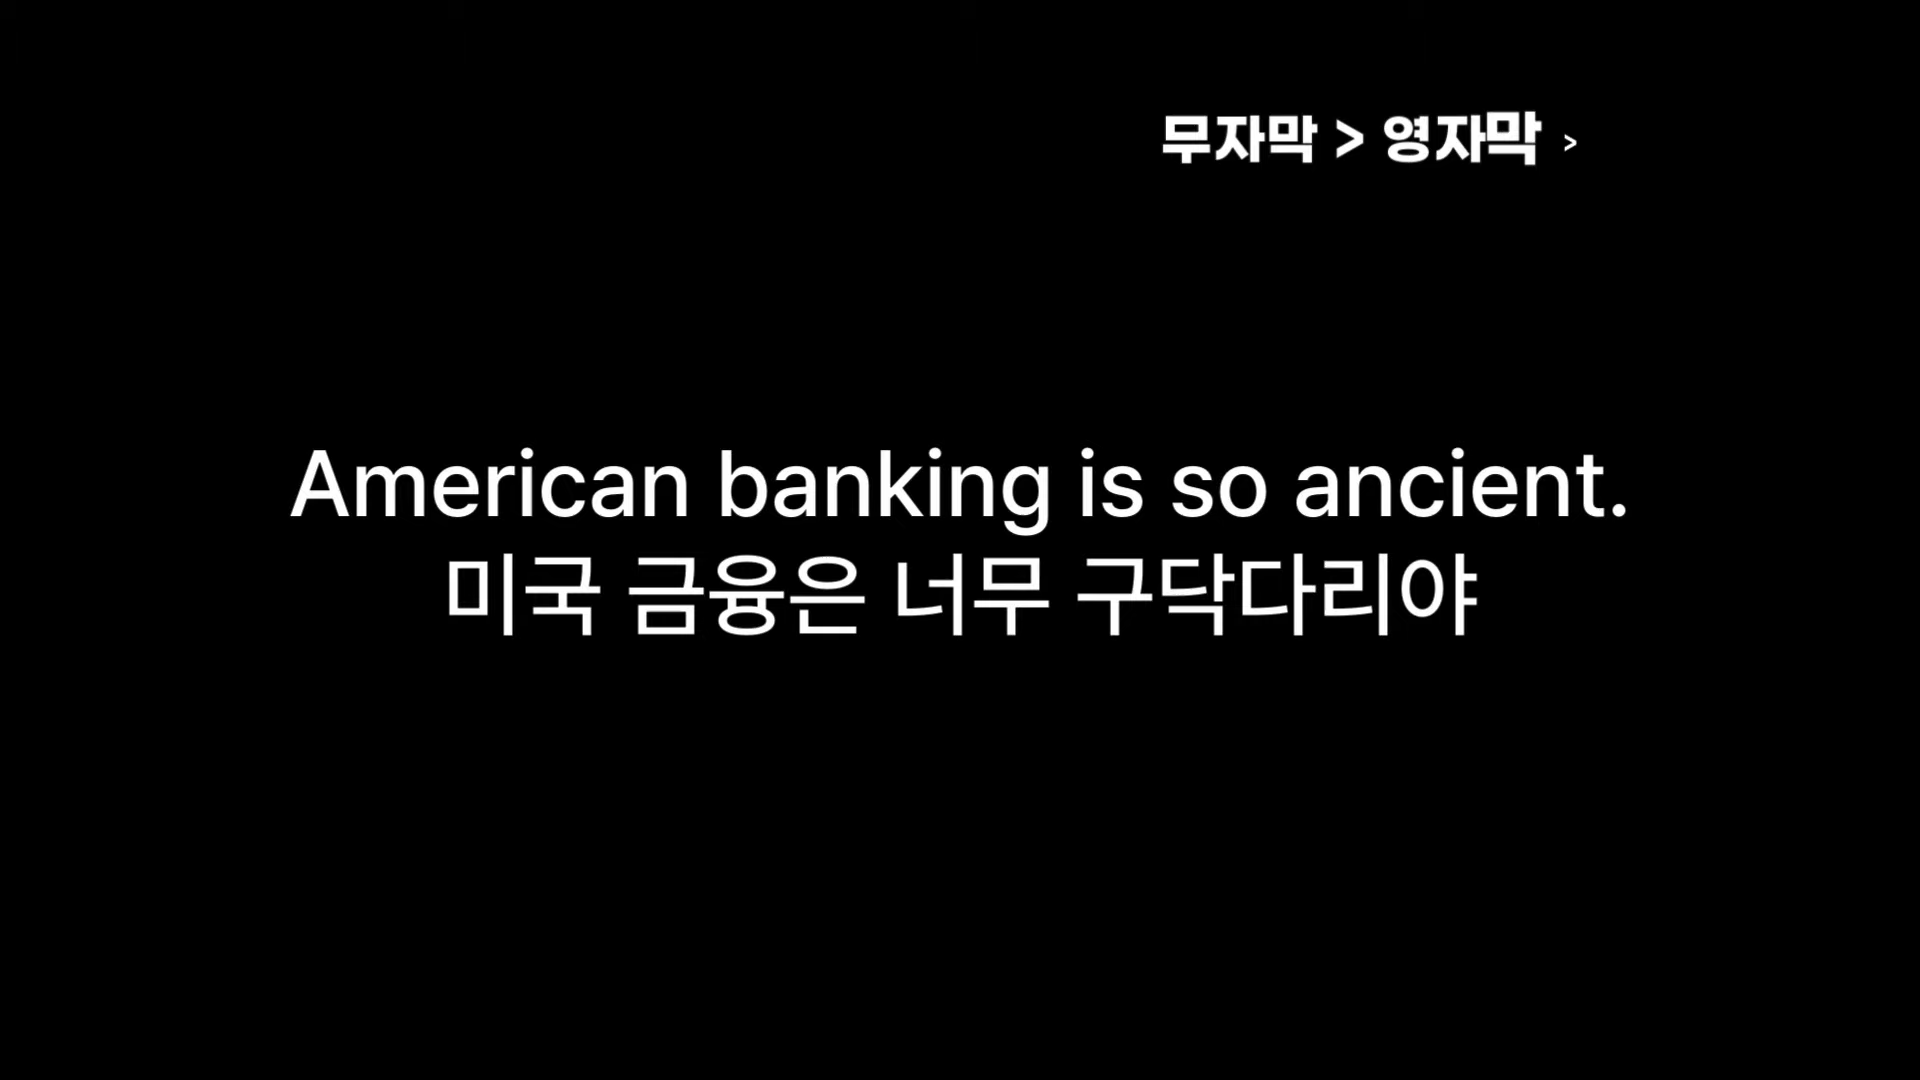 무자막 > 영자막 >
American banking is so ancient.
미국 금융은 너무 구닥다리야